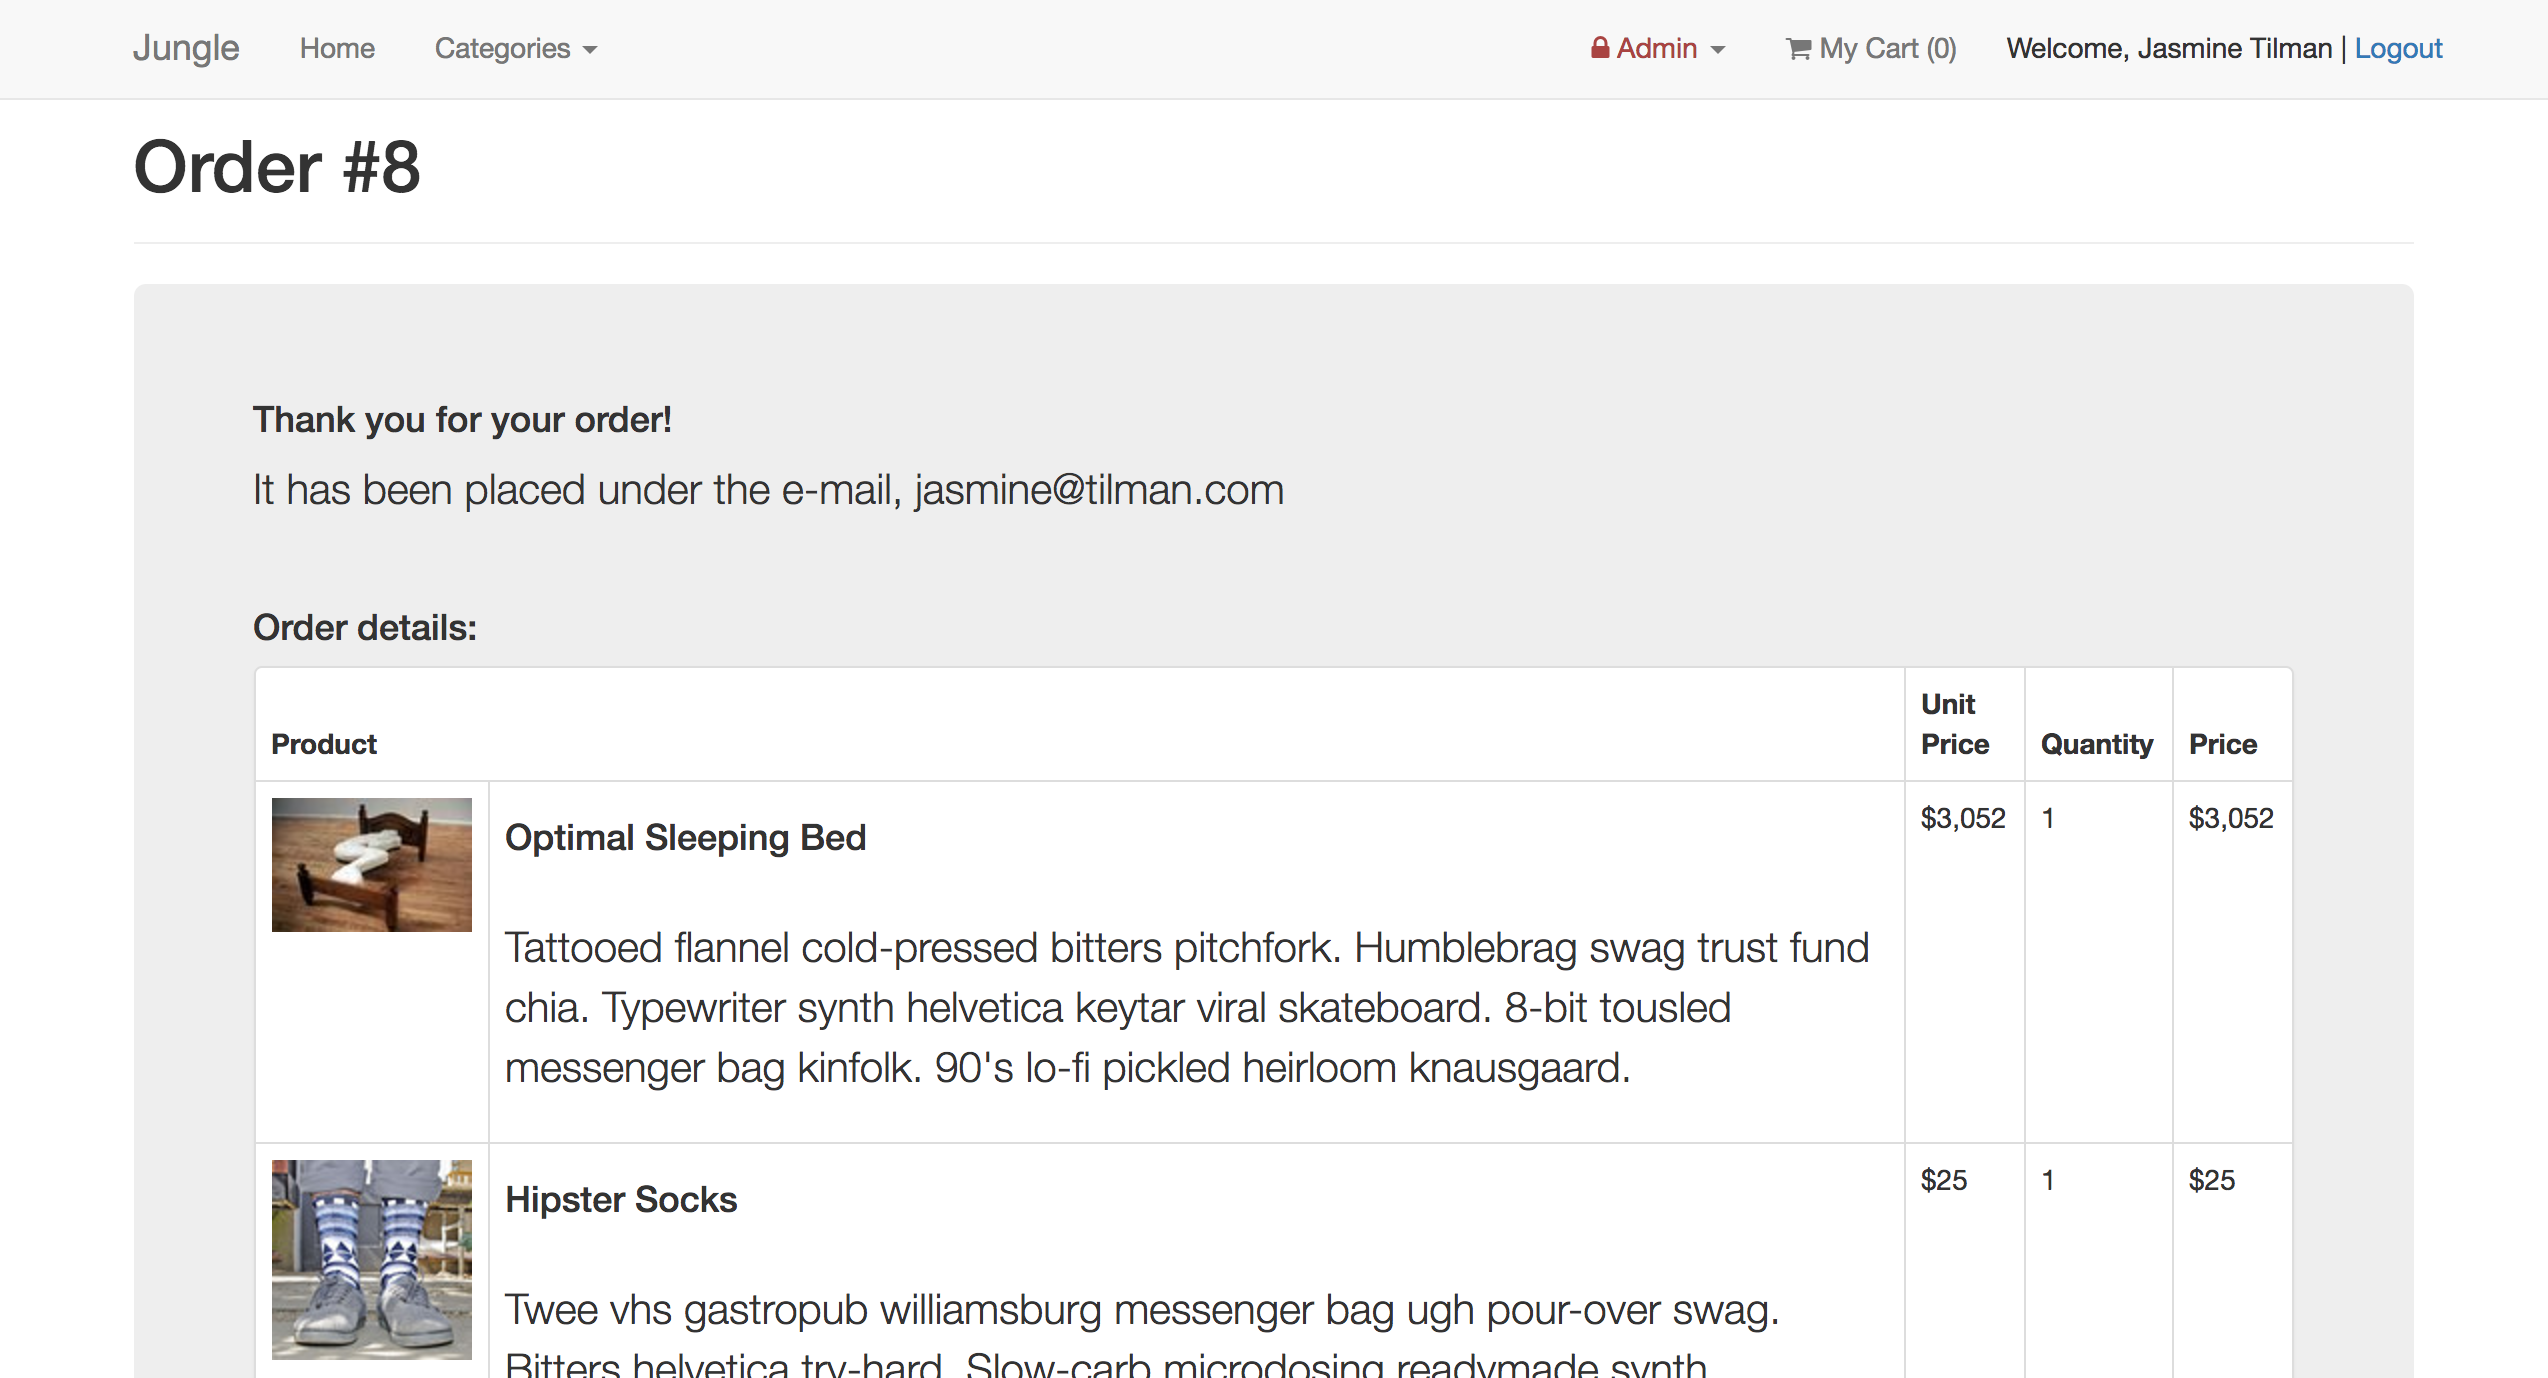 Jungle Home Categories Admin My Cart (0) Welcome, Jasmine Tilman | Logout
Order #8
Thank you for your order!
It has been placed under the e-mail, jasmine@tilman.com
Order details:
Product Unit Price Quantity Price
Optimal Sleeping Bed $3,052 1 $3,052
Tattooed flannel cold-pressed bitters pitchfork. Humblebrag swag trust fund
chia. Typewriter synth helvetica keytar viral skateboard. 8-bit tousled
messenger bag kinfolk. 90's lo-fi pickled heirloom knausgaard.
Hipster Socks $25 1 $25
Twee vhs gastropub williamsburg messenger bag ugh pour-over swag.
Bitters helvetica try-hard. Slow-carb microdosing readymade synth